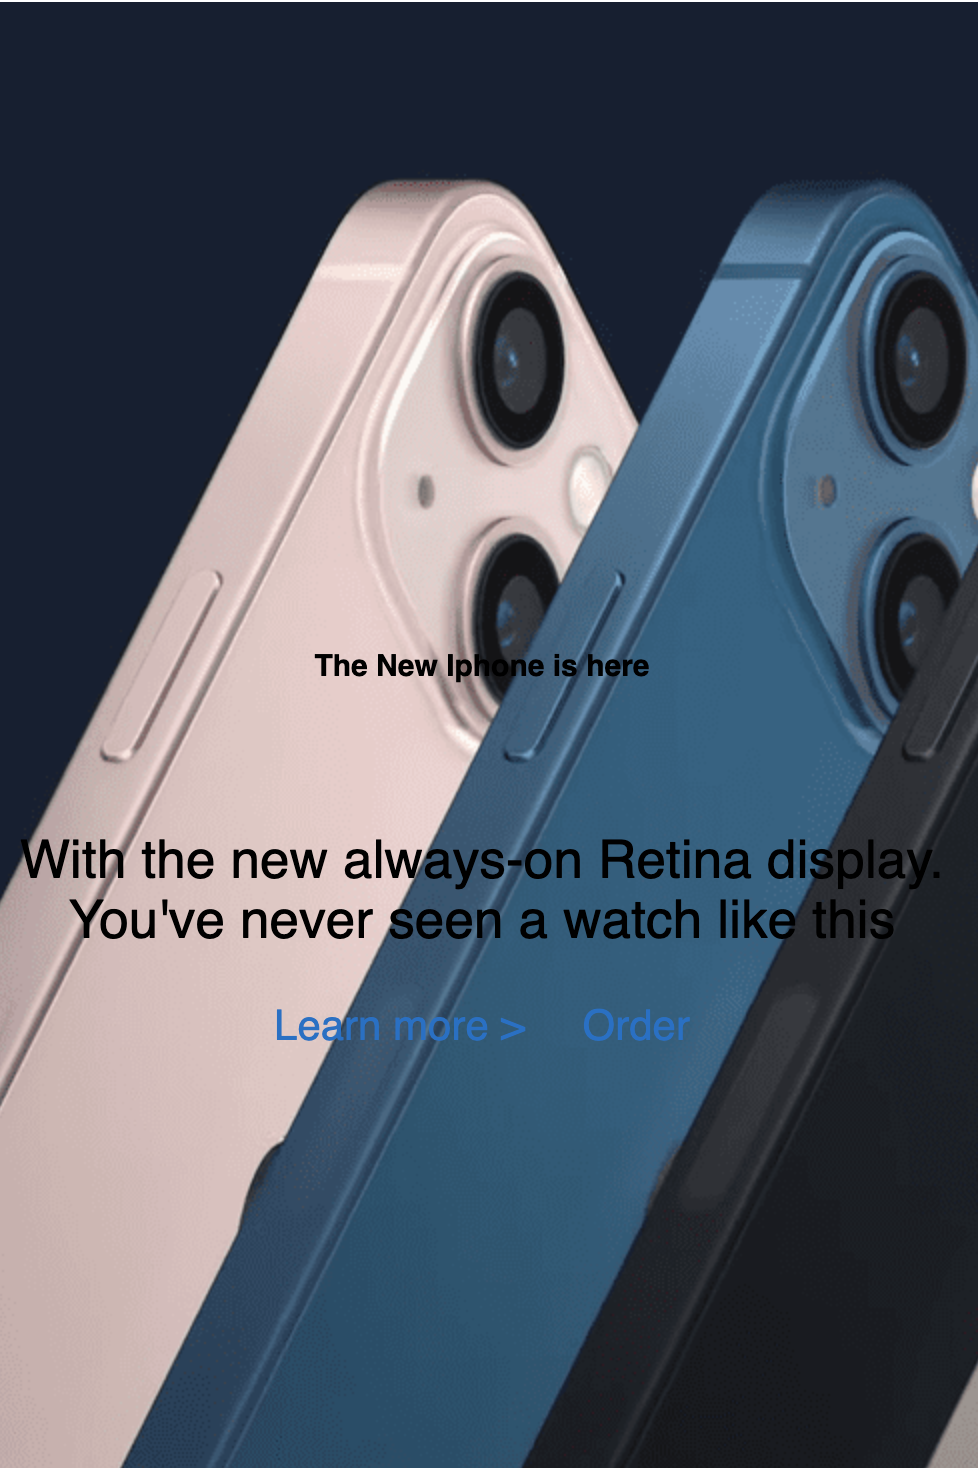 The New Iphone is here
With the new always-on Retina display.
You've never seen a watch like this
Learn more > Order